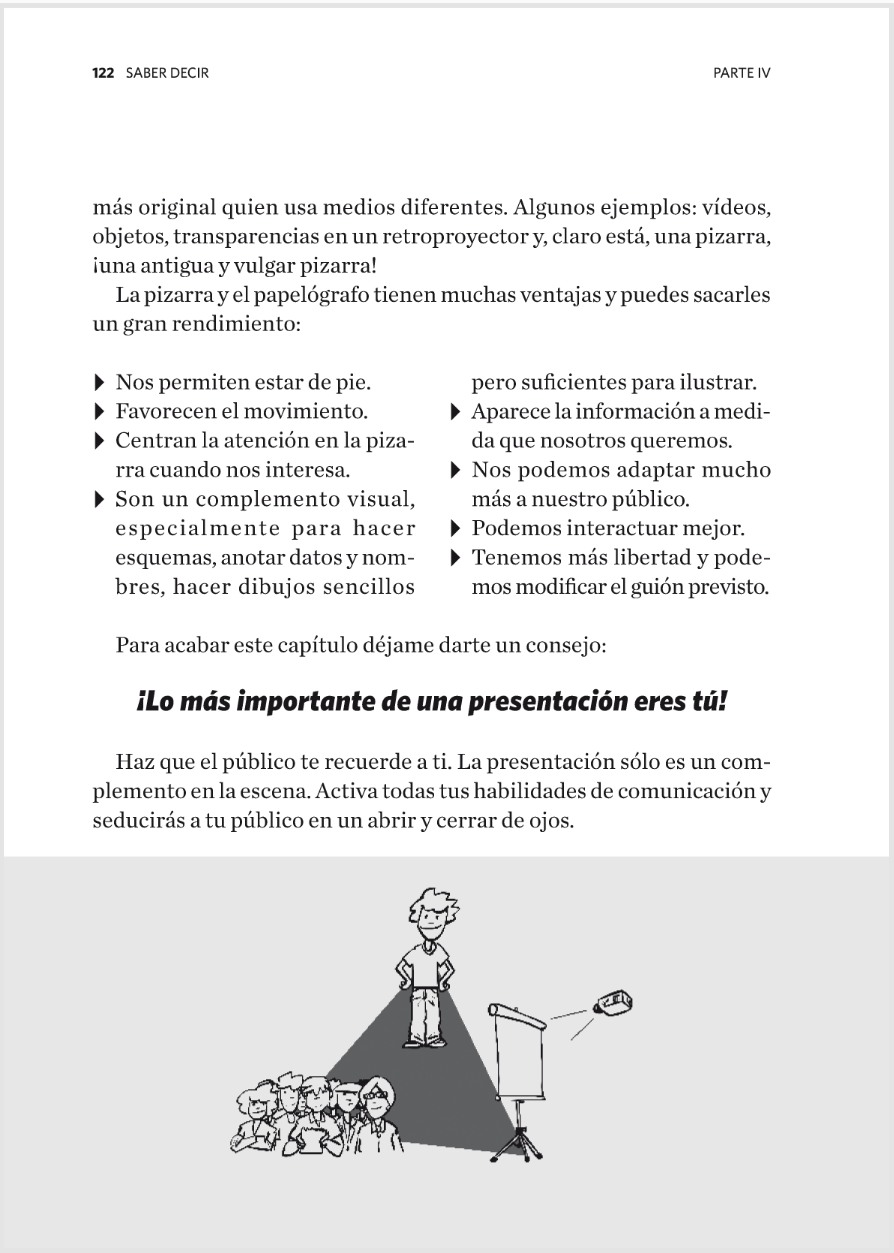 122 SABER DECIR
PARTE IV
más original quien usa medios diferentes. Algunos ejemplos: vídeos,
objetos, transparencias en un retroproyector y, claro está, una pizarra,
¡una antigua y vulgar pizarra!
La pizarra y el papelógrafo tienen muchas ventajas y puedes sacarles
un gran rendimiento:
Nos permiten estar de pie.
Favorecen el movimiento.
Centran la atención en la piza-
rra cuando nos interesa.
Son un complemento visual,
especialmente para hacer
esquemas, anotar datos y nom-
bres, hacer dibujos sencillos
pero suficientes para ilustrar.
Aparece la información a medi-
da que nosotros queremos.
Nos podemos adaptar mucho
más a nuestro público.
Podemos interactuar mejor.
Tenemos más libertad y pode-
mos modificar el guión previsto.
Para acabar este capítulo déjame darte un consejo:
¡Lo más importante de una presentación eres tú!
Haz que el público te recuerde a ti. La presentación sólo es un com-
plemento en la escena. Activa todas tus habilidades de comunicación y
seducirás a tu público en un abrir y cerrar de ojos.